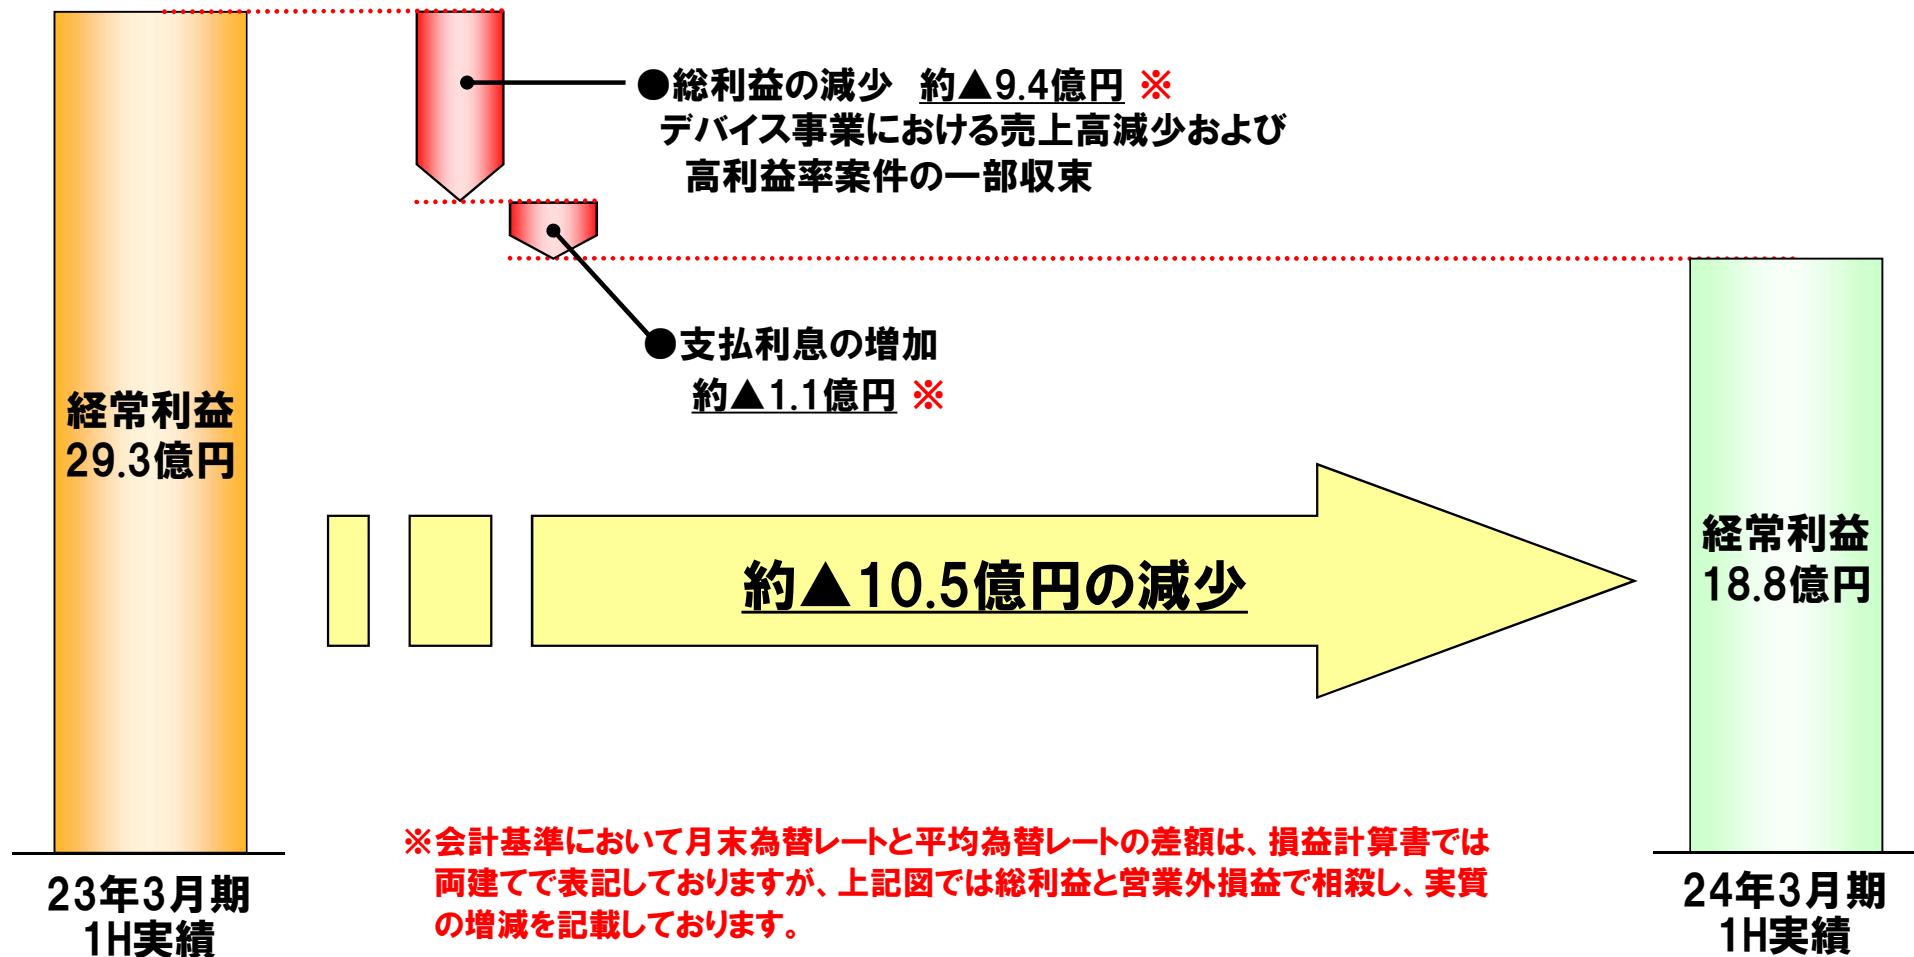 ●総利益の減少 約▲9.4億円 ※
デバイス事業における売上高減少および
高利益率案件の一部収束
●支払利息の増加
約▲1.1億円 ※
経常利益
29.3億円
約▲10.5億円の減少
経常利益
18.8億円
※会計基準において月末為替レートと平均為替レートの差額は、損益計算書では
両建てで表記しておりますが、上記図では総利益と営業外損益で相殺し、実質
の増減を記載しております。
23年3月期
1H実績
24年3月期
1H実績